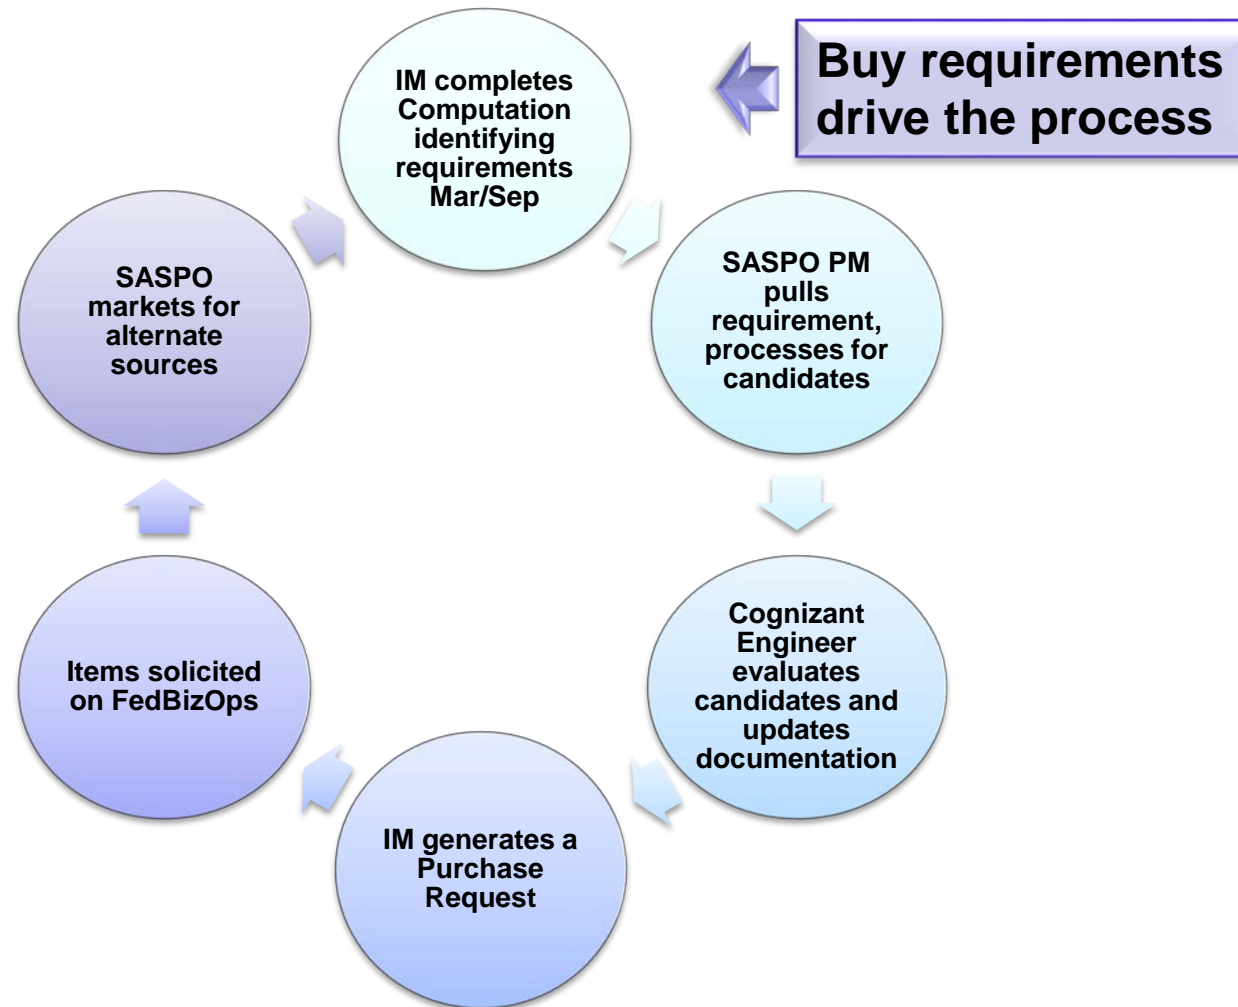 Buy requirements
drive the process
IM completes
Computation
identifying
requirements
Mar/Sep
SASPO PM
pulls
requirement,
processes for
candidates
Cognizant
Engineer
evaluates
candidates and
updates
documentation
IM generates a
Purchase
Request
Items solicited
on FedBizOps
SASPO
markets for
alternate
sources